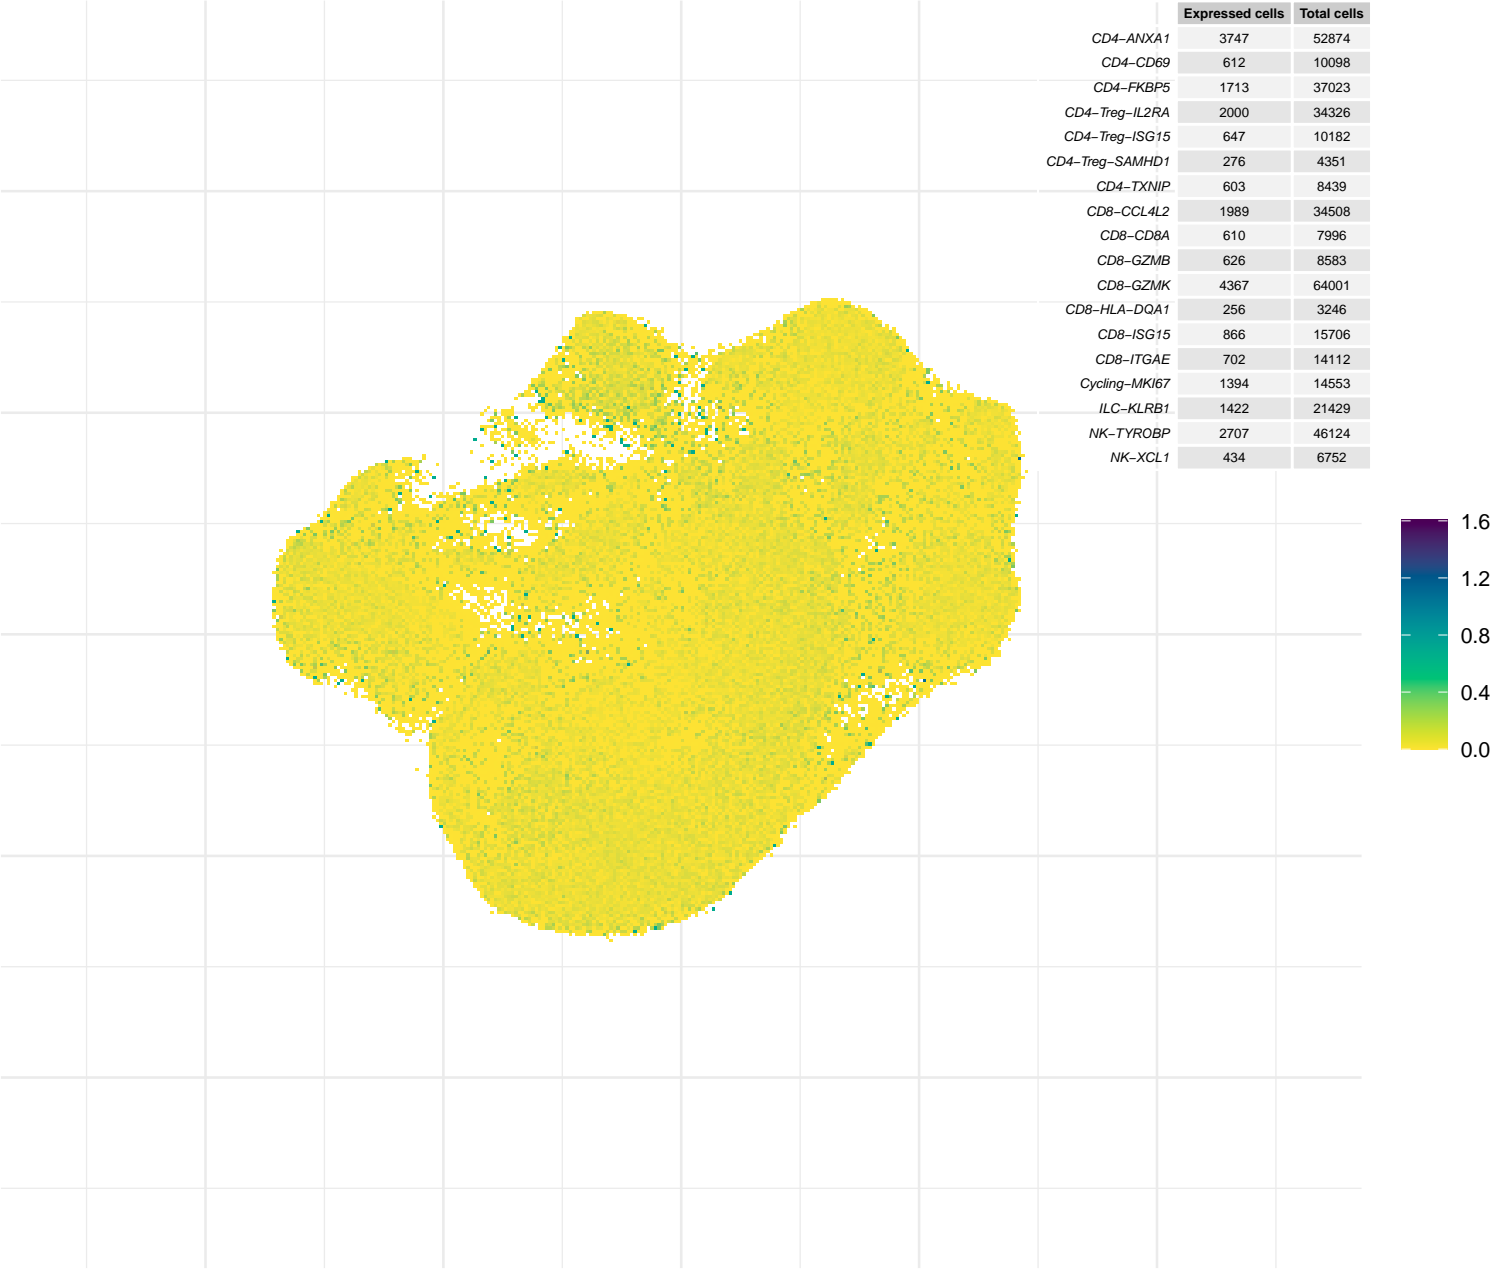 Expressed cells Total cells
CD4−ANXA1 3747 52874
CD4−CD69 612 10098
CD4−FKBP5 1713 37023
CD4−Treg−IL2RA 2000 34326
CD4−Treg−ISG15 647 10182
CD4−Treg−SAMHD1 276 4351
CD4−TXNIP 603 8439
CD8−CCL4L2 1989 34508
CD8−CD8A 610 7996
CD8−GZMB 626 8583
CD8−GZMK 4367 64001
CD8−HLA−DQA1 256 3246
CD8−ISG15 866 15706
CD8−ITGAE 702 14112
Cycling−MKI67 1394 14553
ILC−KLRB1 1422 21429
NK−TYROBP 2707 46124
NK−XCL1 434 6752
1.6
1.2
0.8
0.4
0.0